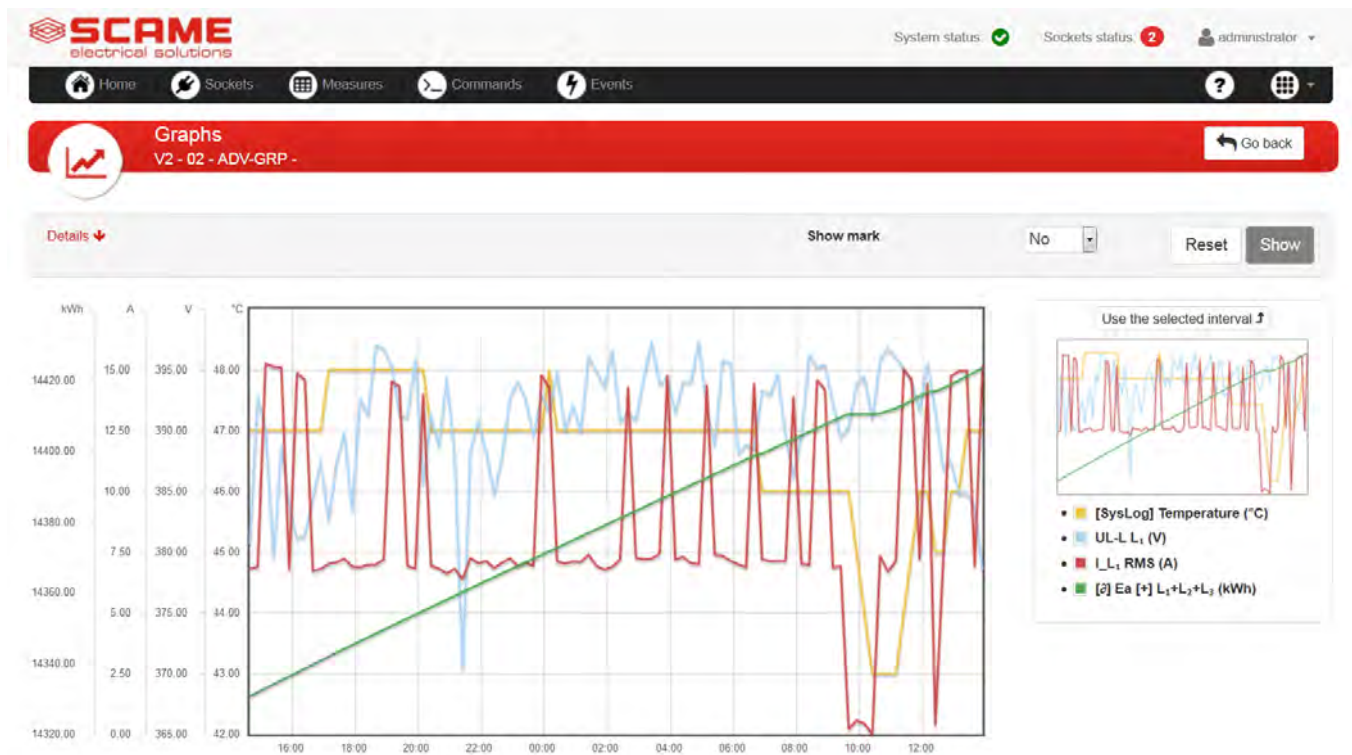 SCAME
electrical solutions
System status: Sockets status: 2 administrator
Home Sockets Measures Commands Events ?
Graphs
V2 - 02 - ADV-GRP -
Go back
Details Show mark No Reset Show
kWh A V °C
15.00 395.00 48.00
14420.00
12.50 390.00 47.00
14400.00
10.00 385.00 46.00
14380.00
7.50 380.00 45.00
14360.00
5.00 375.00 44.00
14340.00
2.50 370.00 43.00
14320.00 0.00 365.00 42.00
16:00 18:00 20:00 22:00 00:00 02:00 04:00 06:00 08:00 10:00 12:00
Use the selected interval
[SysLog] Temperature (°C)
UL-L L₁ (V)
I_L₁ RMS (A)
[∂] Ea [+] L₁+L₂+L₃ (kWh)